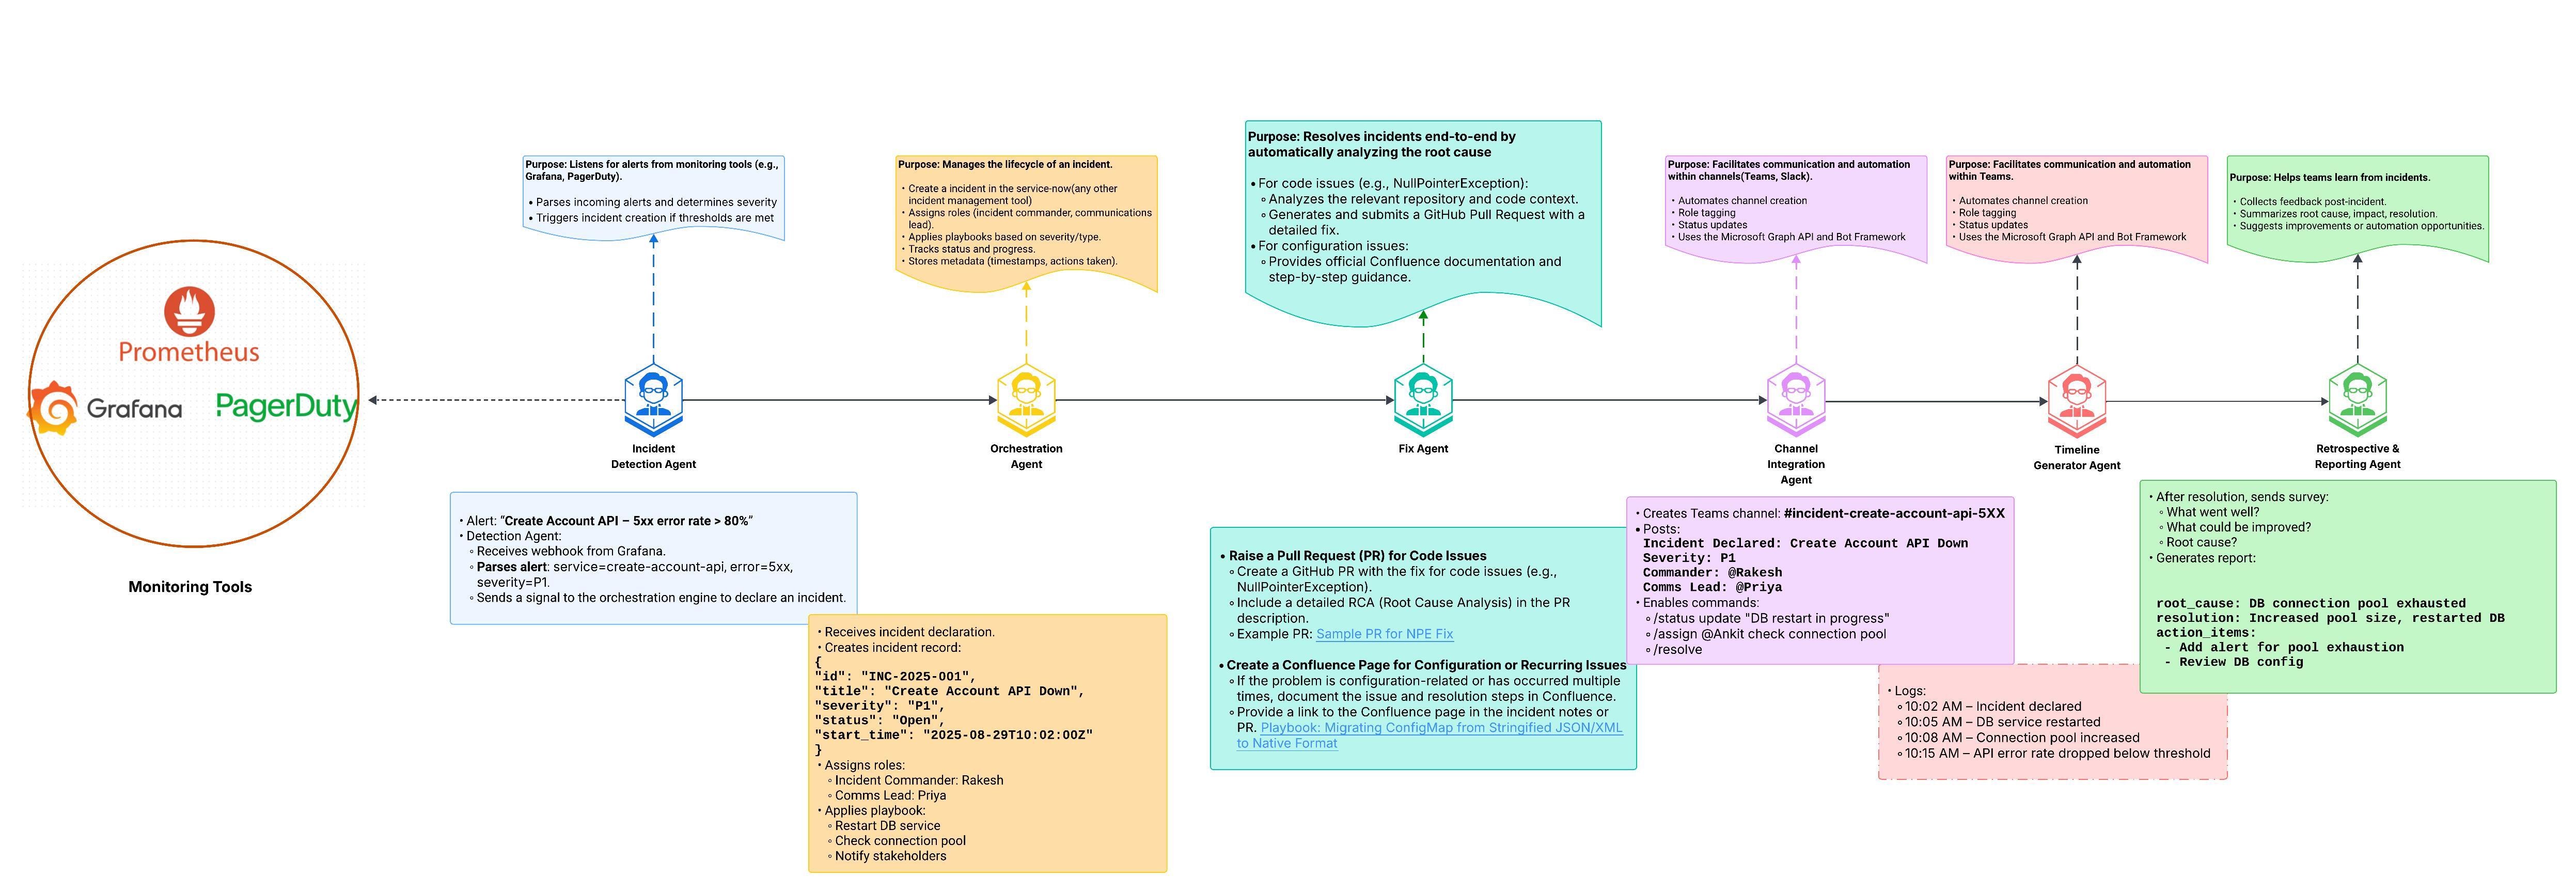 Purpose: Listens for alerts from monitoring tools (e.g.,
Grafana, PagerDuty).
• Parses incoming alerts and determines severity
• Triggers incident creation if thresholds are met
Purpose: Manages the lifecycle of an incident.
• Create a incident in the service-now(any other
incident management tool)
• Assigns roles (incident commander, communications
lead).
• Applies playbooks based on severity/type.
• Tracks status and progress.
• Stores metadata (timestamps, actions taken).
Purpose: Resolves incidents end-to-end by
automatically analyzing the root cause
• For code issues (e.g., NullPointerException):
◦ Analyzes the relevant repository and code context.
◦ Generates and submits a GitHub Pull Request with a
detailed fix.
• For configuration issues:
◦ Provides official Confluence documentation and
step-by-step guidance.
Purpose: Facilitates communication and automation
within channels(Teams, Slack).
• Automates channel creation
• Role tagging
• Status updates
• Uses the Microsoft Graph API and Bot Framework
Purpose: Facilitates communication and automation
within Teams.
• Automates channel creation
• Role tagging
• Status updates
• Uses the Microsoft Graph API and Bot Framework
Purpose: Helps teams learn from incidents.
• Collects feedback post-incident.
• Summarizes root cause, impact, resolution.
• Suggests improvements or automation opportunities.
Prometheus
Grafana
PagerDuty
Monitoring Tools
Incident
Detection Agent
Orchestration
Agent
Fix Agent
Channel
Integration
Agent
Timeline
Generator Agent
Retrospective &
Reporting Agent
• Alert: “Create Account API – 5xx error rate > 80%”
• Detection Agent:
◦ Receives webhook from Grafana.
◦ Parses alert: service=create-account-api, error=5xx,
severity=P1.
◦ Sends a signal to the orchestration engine to declare an incident.
• Receives incident declaration.
• Creates incident record:
{
"id": "INC-2025-001",
"title": "Create Account API Down",
"severity": "P1",
"status": "Open",
"start_time": "2025-08-29T10:02:00Z"
}
• Assigns roles:
◦ Incident Commander: Rakesh
◦ Comms Lead: Priya
• Applies playbook:
◦ Restart DB service
◦ Check connection pool
◦ Notify stakeholders
• Raise a Pull Request (PR) for Code Issues
◦ Create a GitHub PR with the fix for code issues (e.g.,
NullPointerException).
◦ Include a detailed RCA (Root Cause Analysis) in the PR
description.
◦ Example PR: Sample PR for NPE Fix
• Create a Confluence Page for Configuration or Recurring Issues
◦ If the problem is configuration-related or has occurred multiple
times, document the issue and resolution steps in Confluence.
◦ Provide a link to the Confluence page in the incident notes or
PR. Playbook: Migrating ConfigMap from Stringified JSON/XML
to Native Format
• Creates Teams channel: #incident-create-account-api-5XX
• Posts:
Incident Declared: Create Account API Down
Severity: P1
Commander: @Rakesh
Comms Lead: @Priya
• Enables commands:
◦ /status update "DB restart in progress"
◦ /assign @Ankit check connection pool
◦ /resolve
• Logs:
◦ 10:02 AM – Incident declared
◦ 10:05 AM – DB service restarted
◦ 10:08 AM – Connection pool increased
◦ 10:15 AM – API error rate dropped below threshold
• After resolution, sends survey:
◦ What went well?
◦ What could be improved?
◦ Root cause?
• Generates report:
root_cause: DB connection pool exhausted
resolution: Increased pool size, restarted DB
action_items:
- Add alert for pool exhaustion
- Review DB config